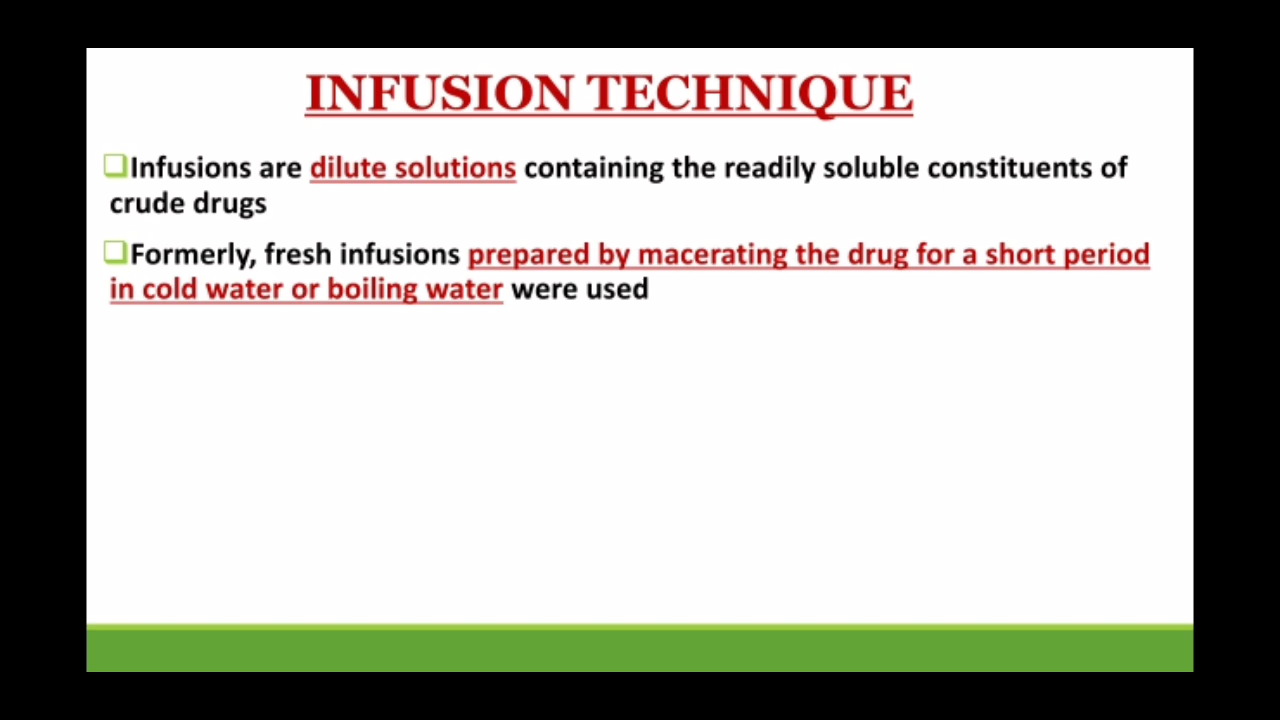 INFUSION TECHNIQUE
Infusions are dilute solutions containing the readily soluble constituents of
crude drugs
Formerly, fresh infusions prepared by macerating the drug for a short period
in cold water or boiling water were used